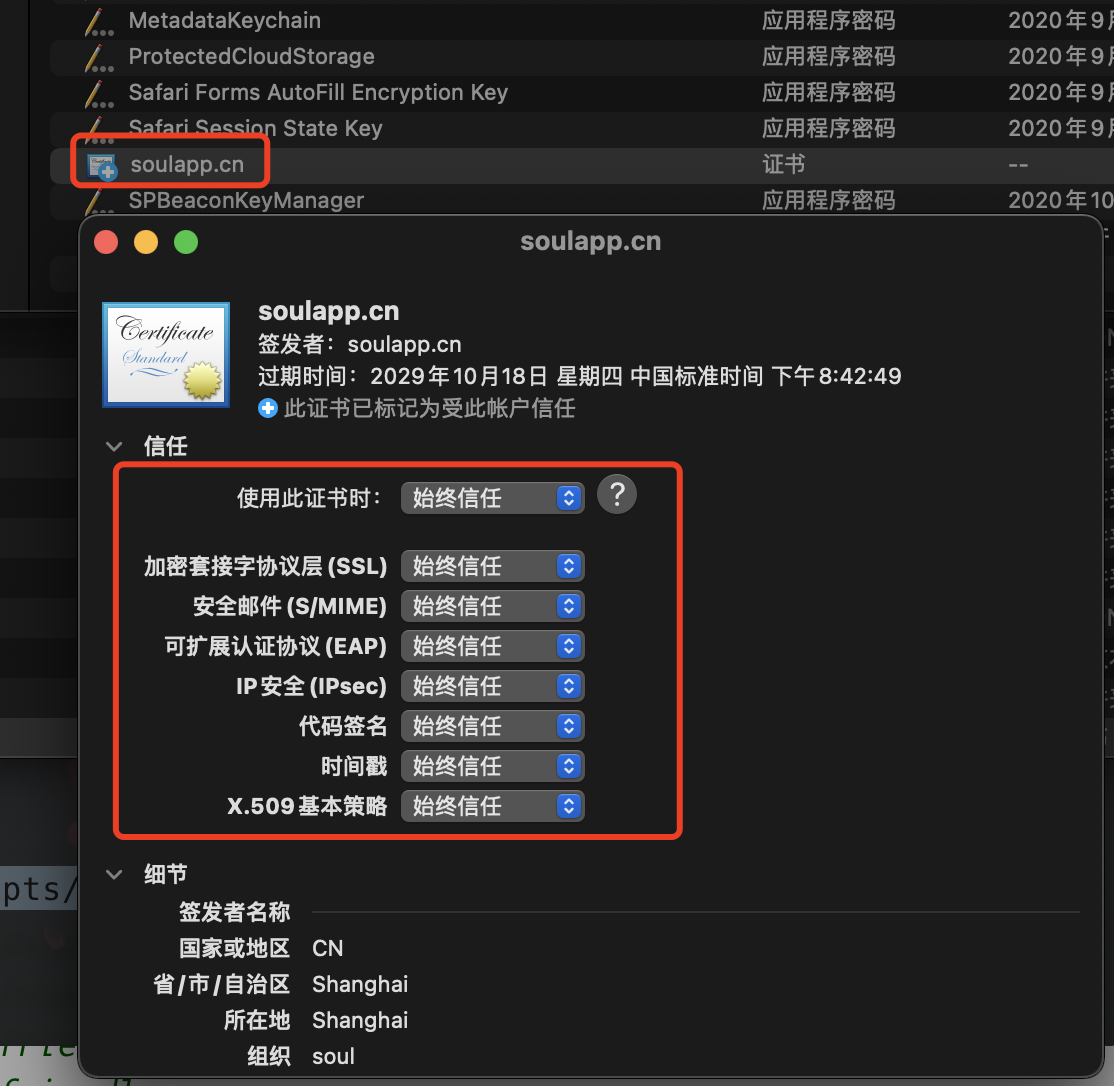 MetadataKeychain 应用程序密码 2020年9月
ProtectedCloudStorage 应用程序密码 2020年9月
Safari Forms AutoFill Encryption Key 应用程序密码 2020年9月
Safari Session State Key 应用程序密码 2020年9月
soulapp.cn 证书 --
SPBeaconKeyManager 应用程序密码 2020年10
soulapp.cn
Certificate
Standard
soulapp.cn
签发者：soulapp.cn
过期时间：2029年10月18日 星期四 中国标准时间 下午8:42:49
此证书已标记为受此帐户信任
信任
使用此证书时： 始终信任 ?
加密套接字协议层 (SSL) 始终信任
安全邮件 (S/MIME) 始终信任
可扩展认证协议 (EAP) 始终信任
IP安全 (IPsec) 始终信任
代码签名 始终信任
时间戳 始终信任
X.509基本策略 始终信任
pts/
细节
签发者名称
国家或地区 CN
省/市/自治区 Shanghai
所在地 Shanghai
组织 soul